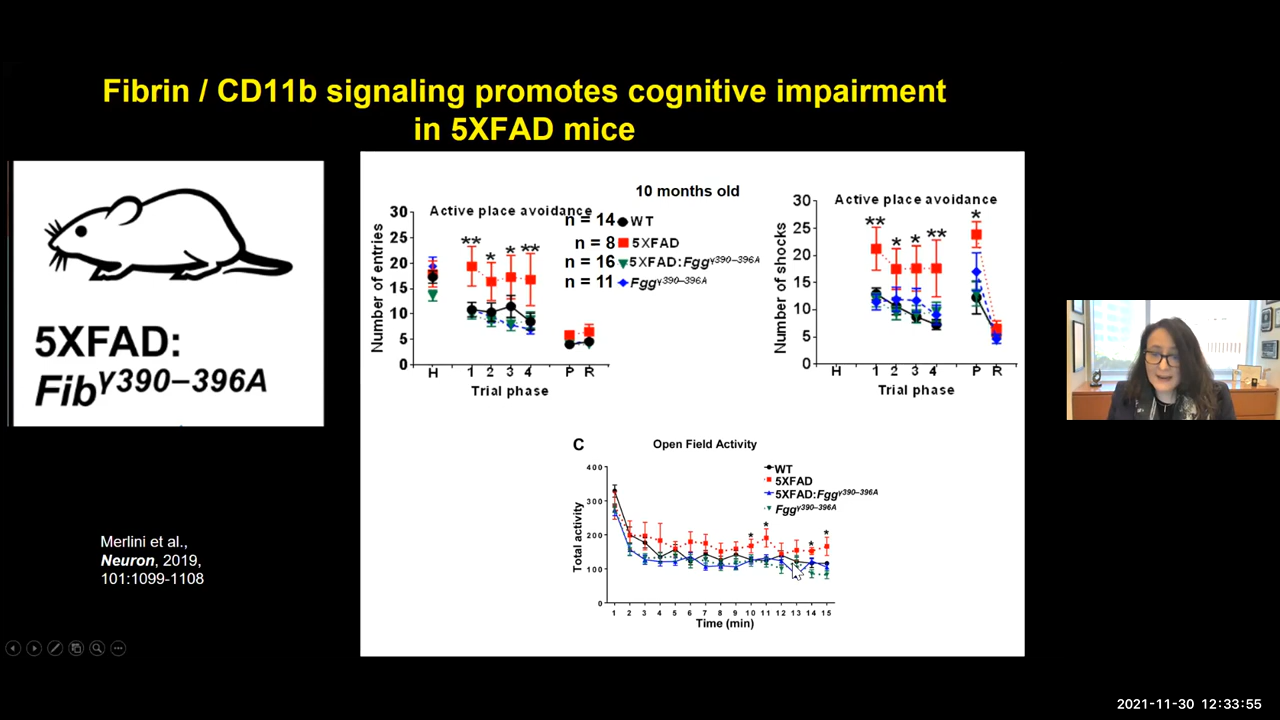 Fibrin / CD11b signaling promotes cognitive impairment
in 5XFAD mice
5XFAD:
Fibγ390–396A
Merlini et al.,
Neuron, 2019,
101:1099-1108
10 months old
Active place avoidance
Number of entries
30
25
20
15
10
5
0
** * * **
H 1 2 3 4 P R
Trial phase
n = 14 WT
n = 8 5XFAD
n = 16 5XFAD:Fggγ390–396A
n = 11 Fggγ390–396A
Active place avoidance
Number of shocks
30
25
20
15
10
5
0
** * * ** *
H 1 2 3 4 P R
Trial phase
C
Open Field Activity
Total activity
400
300
200
100
0
WT
5XFAD
5XFAD:Fggγ390–396A
Fggγ390–396A
* * * *
1 2 3 4 5 6 7 8 9 10 11 12 13 14 15
Time (min)
2021-11-30 12:33:55